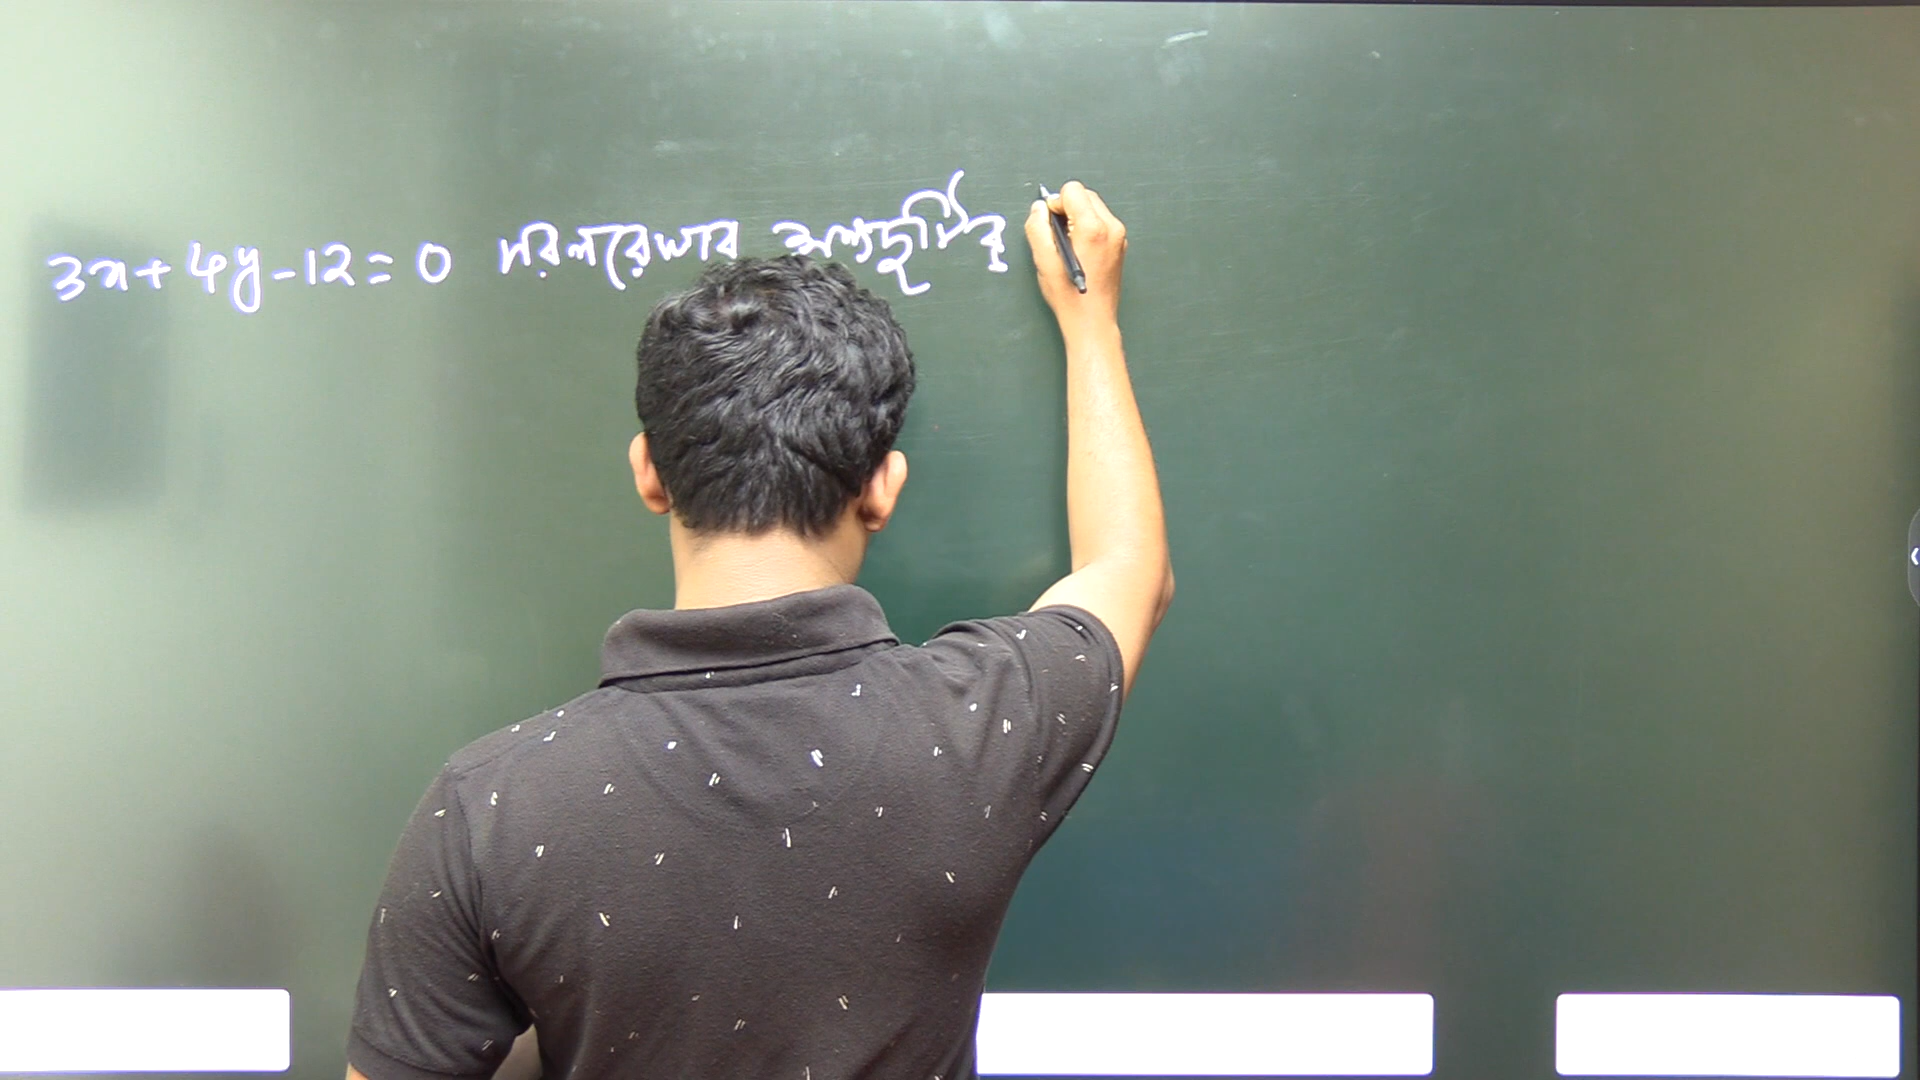 3x + 4y - 12 = 0 সরলরেখার অন্তর্ভুক্ত